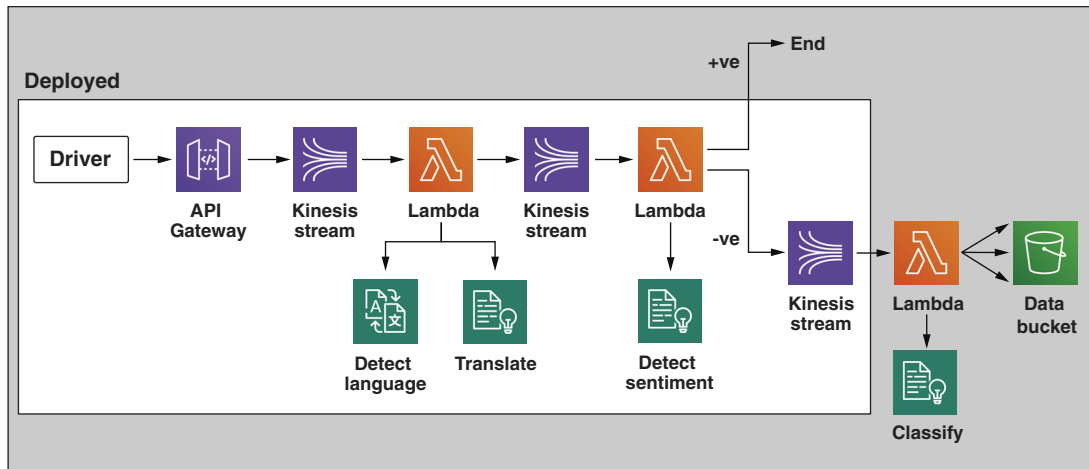 End
+ve
Deployed
Driver
API
Gateway
Kinesis
stream
Lambda
Kinesis
stream
Lambda
-ve
Kinesis
stream
Lambda
Data
bucket
A
文
Detect
language
Translate
Detect
sentiment
Classify